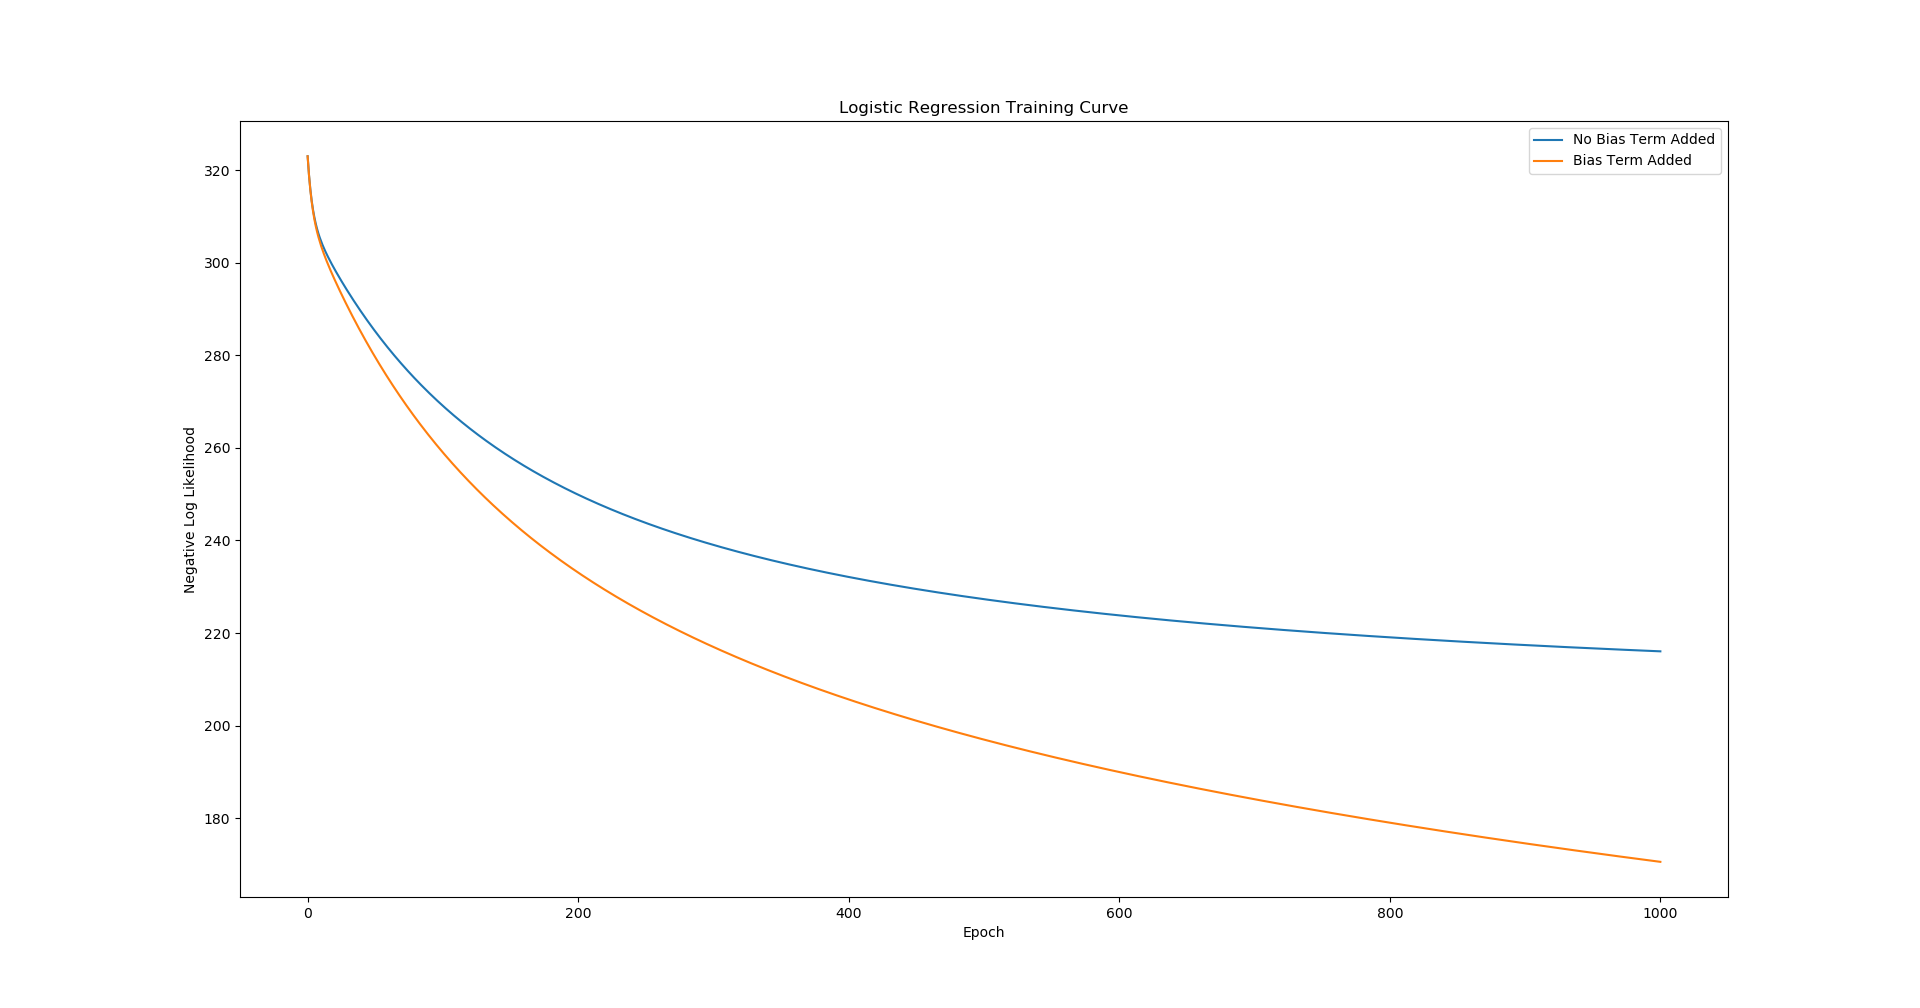 Logistic Regression Training Curve
No Bias Term Added
Bias Term Added
320
300
280
260
240
220
200
180
Negative Log Likelihood
0
200
400
600
800
1000
Epoch